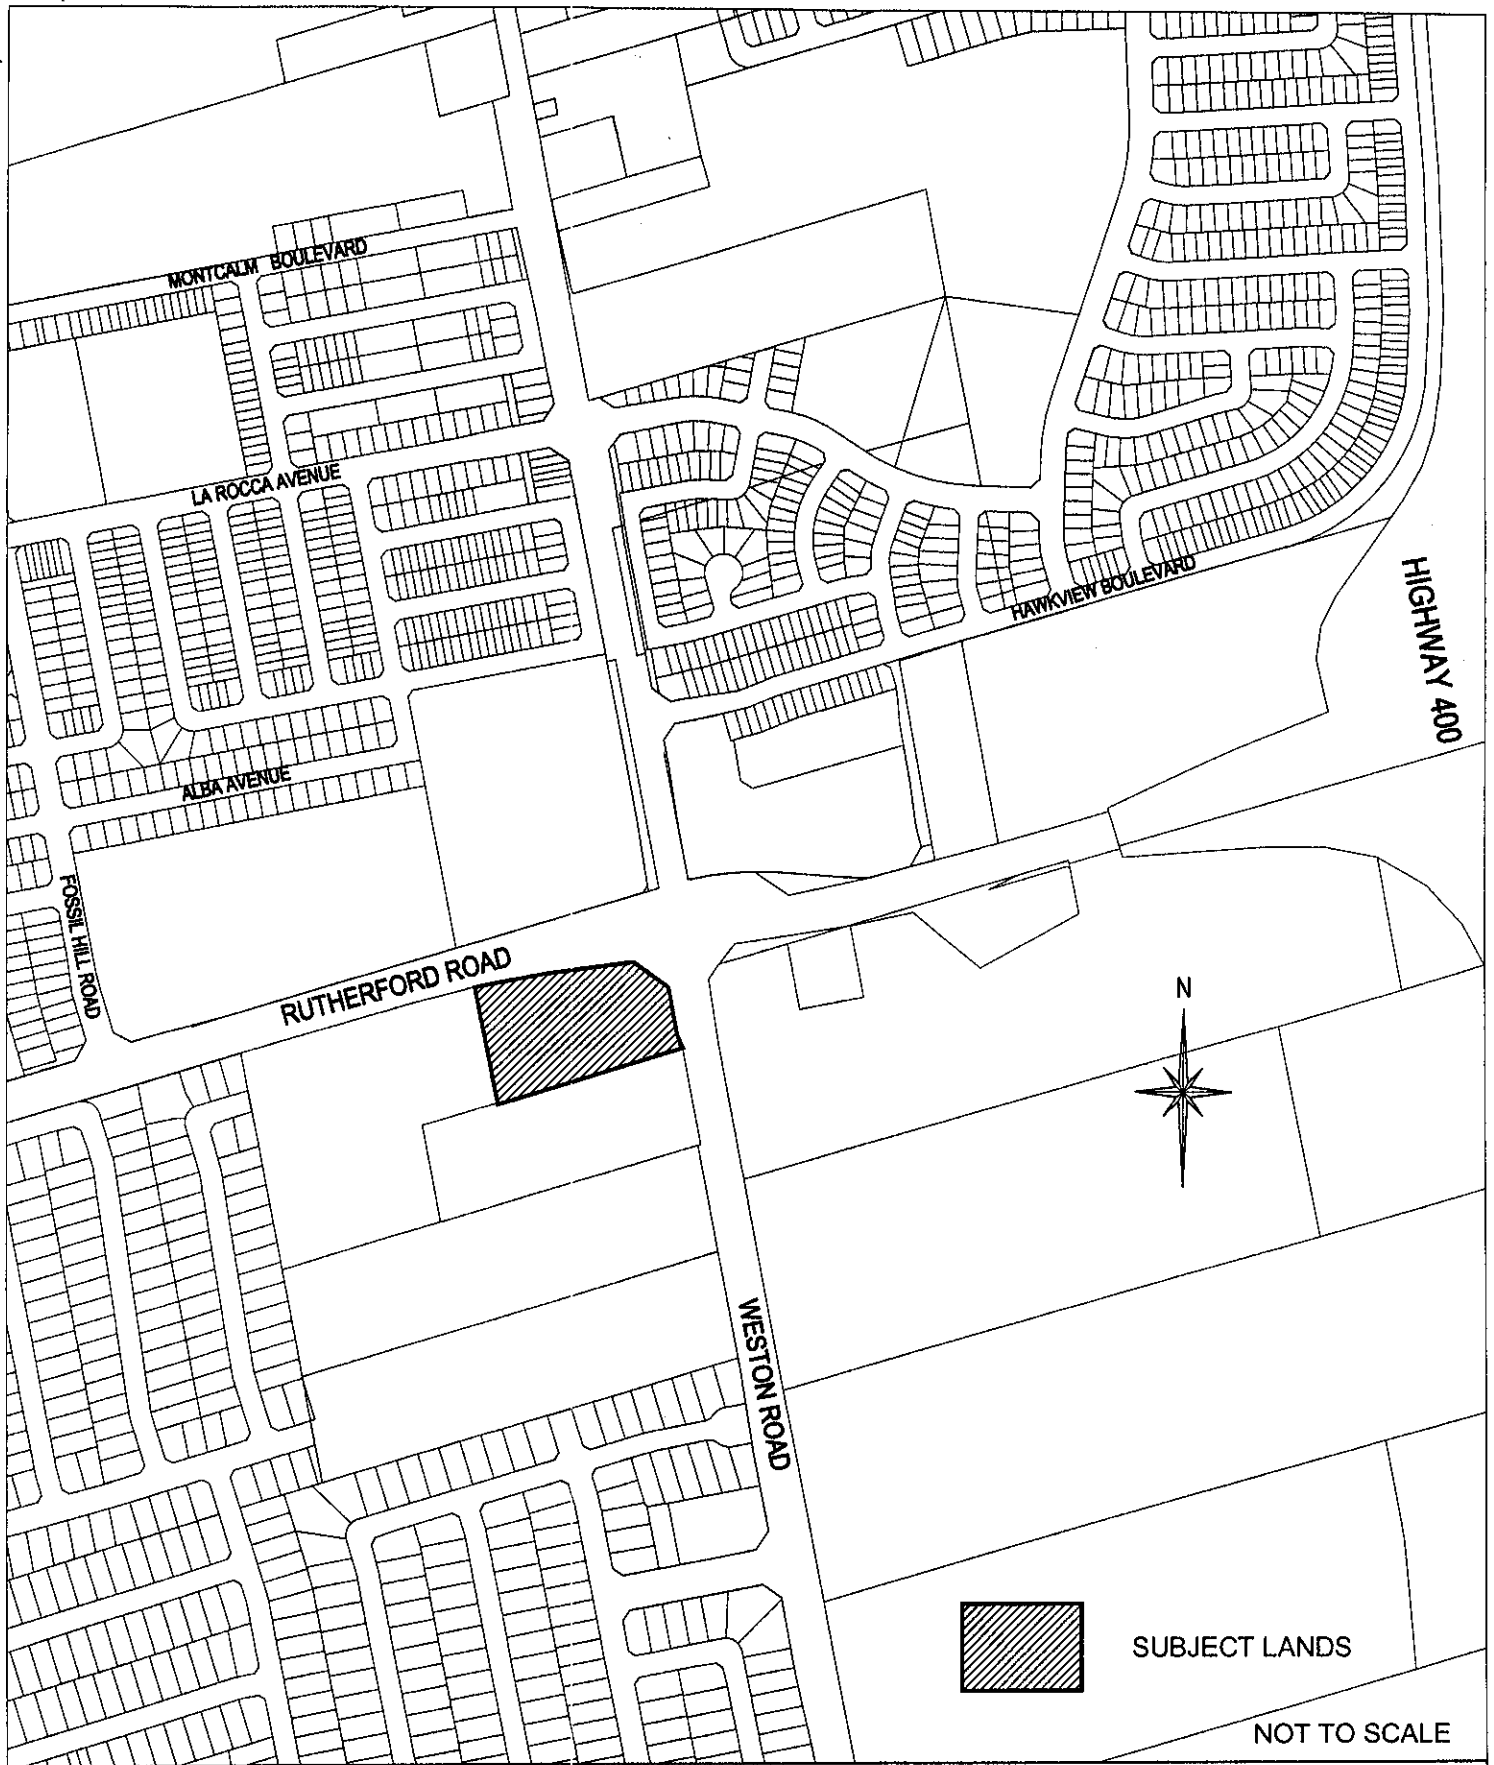 MONTCALM BOULEVARD
LA ROCCA AVENUE
HAWKVIEW BOULEVARD
HIGHWAY 400
ALBA AVENUE
FOSSIL HILL ROAD
RUTHERFORD ROAD
N
WESTON ROAD
SUBJECT LANDS
NOT TO SCALE